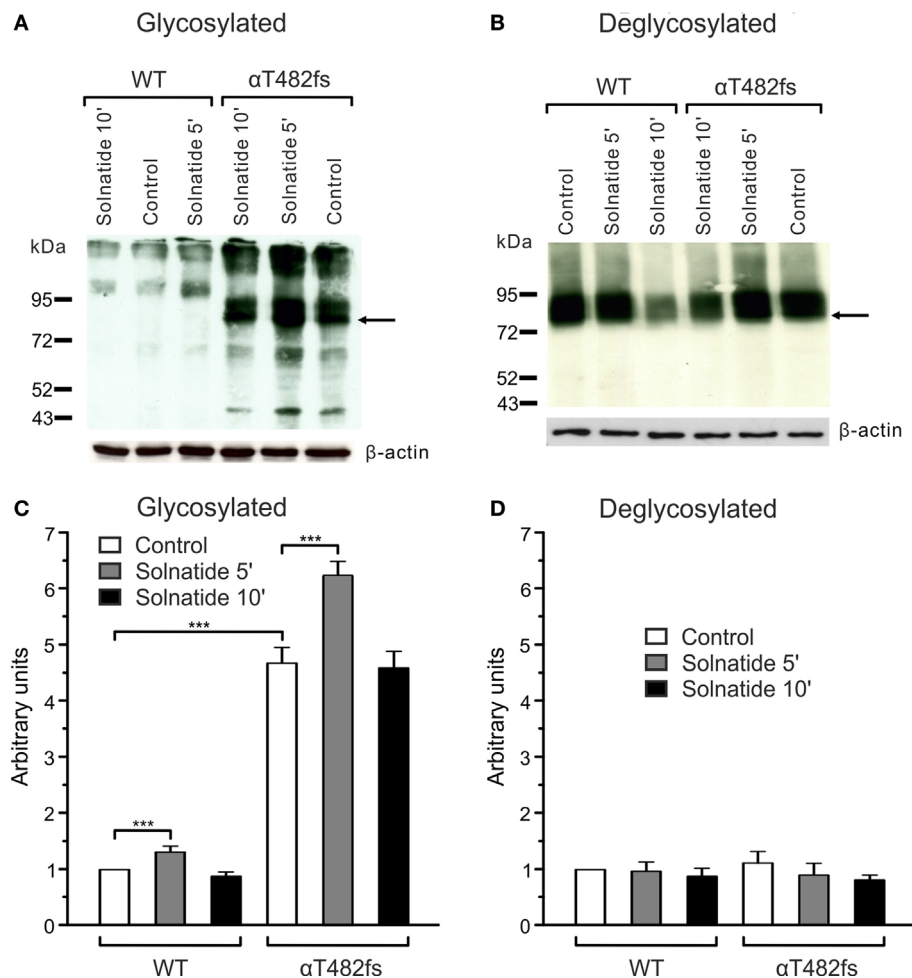 A Glycosylated
WT αT482fs
Solnatide 10'
Control
Solnatide 5'
Solnatide 10'
Solnatide 5'
Control
kDa
95
72
52
43
β-actin
B Deglycosylated
WT αT482fs
Control
Solnatide 5'
Solnatide 10'
Solnatide 10'
Solnatide 5'
Control
kDa
95
72
52
43
β-actin
C Glycosylated
Control
Solnatide 5'
Solnatide 10'
Arbitrary units
7
6
5
4
3
2
1
0
***
***
***
WT αT482fs
D Deglycosylated
Control
Solnatide 5'
Solnatide 10'
Arbitrary units
7
6
5
4
3
2
1
0
WT αT482fs